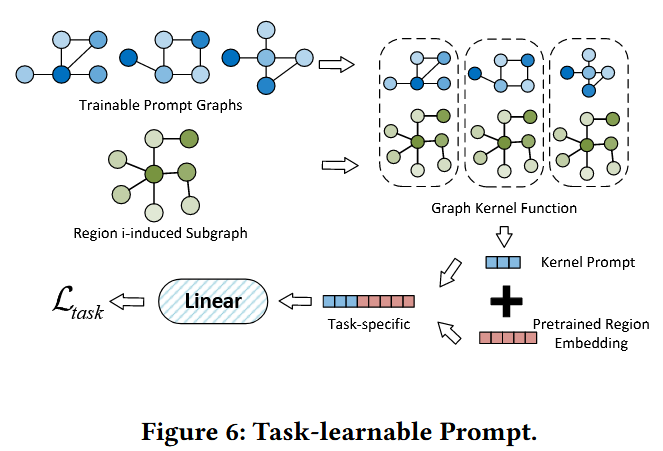 Trainable Prompt Graphs
Region i-induced Subgraph
Graph Kernel Function
Kernel Prompt
Pretrained Region
Embedding
Task-specific
Linear
ℒtask
Figure 6: Task-learnable Prompt.